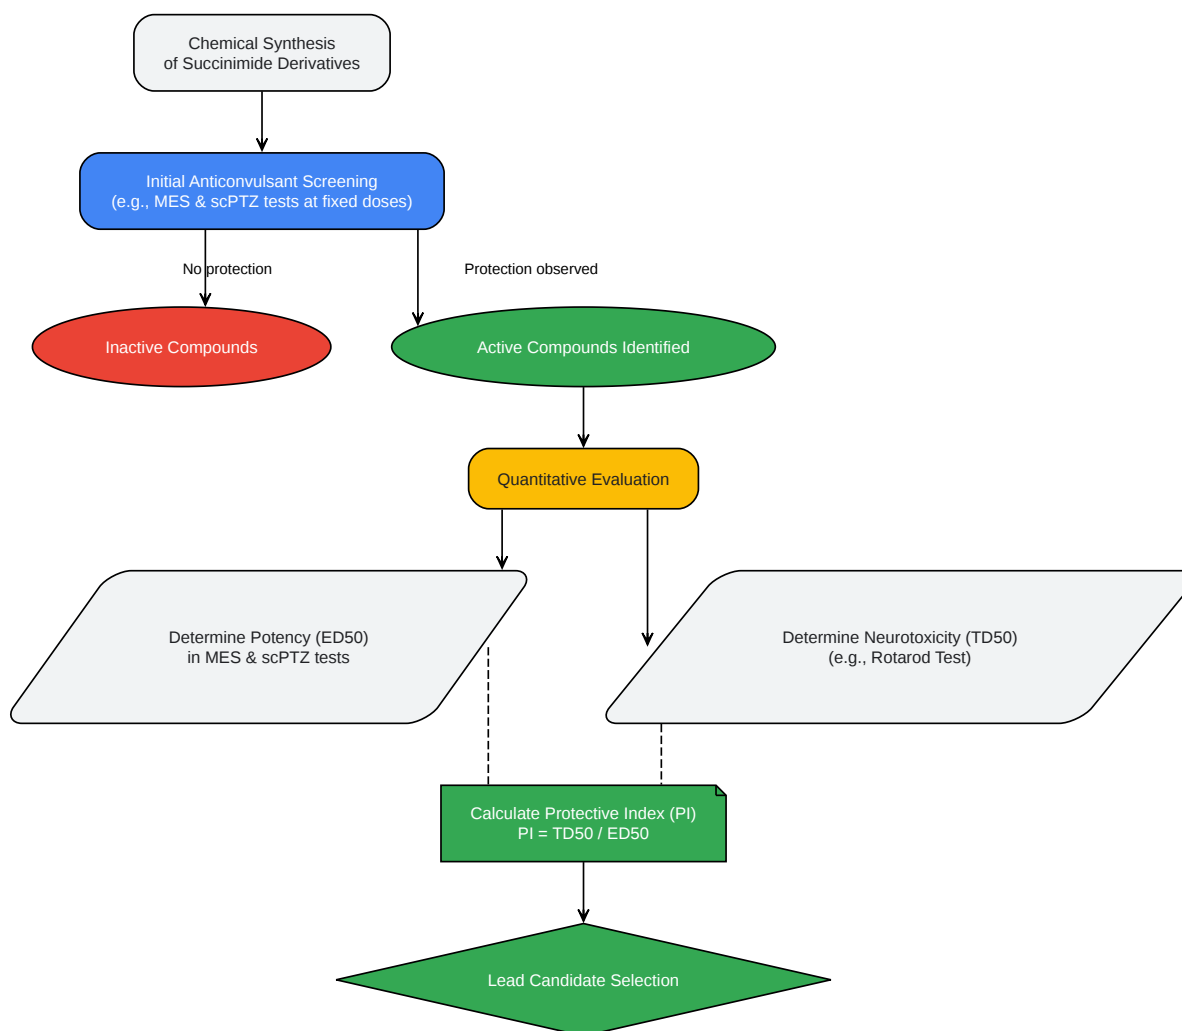 Chemical Synthesis
of Succinimide Derivatives
Initial Anticonvulsant Screening
(e.g., MES & scPTZ tests at fixed doses)
No protection
Protection observed
Inactive Compounds
Active Compounds Identified
Quantitative Evaluation
Determine Potency (ED50)
in MES & scPTZ tests
Determine Neurotoxicity (TD50)
(e.g., Rotarod Test)
Calculate Protective Index (PI)
PI = TD50 / ED50
Lead Candidate Selection